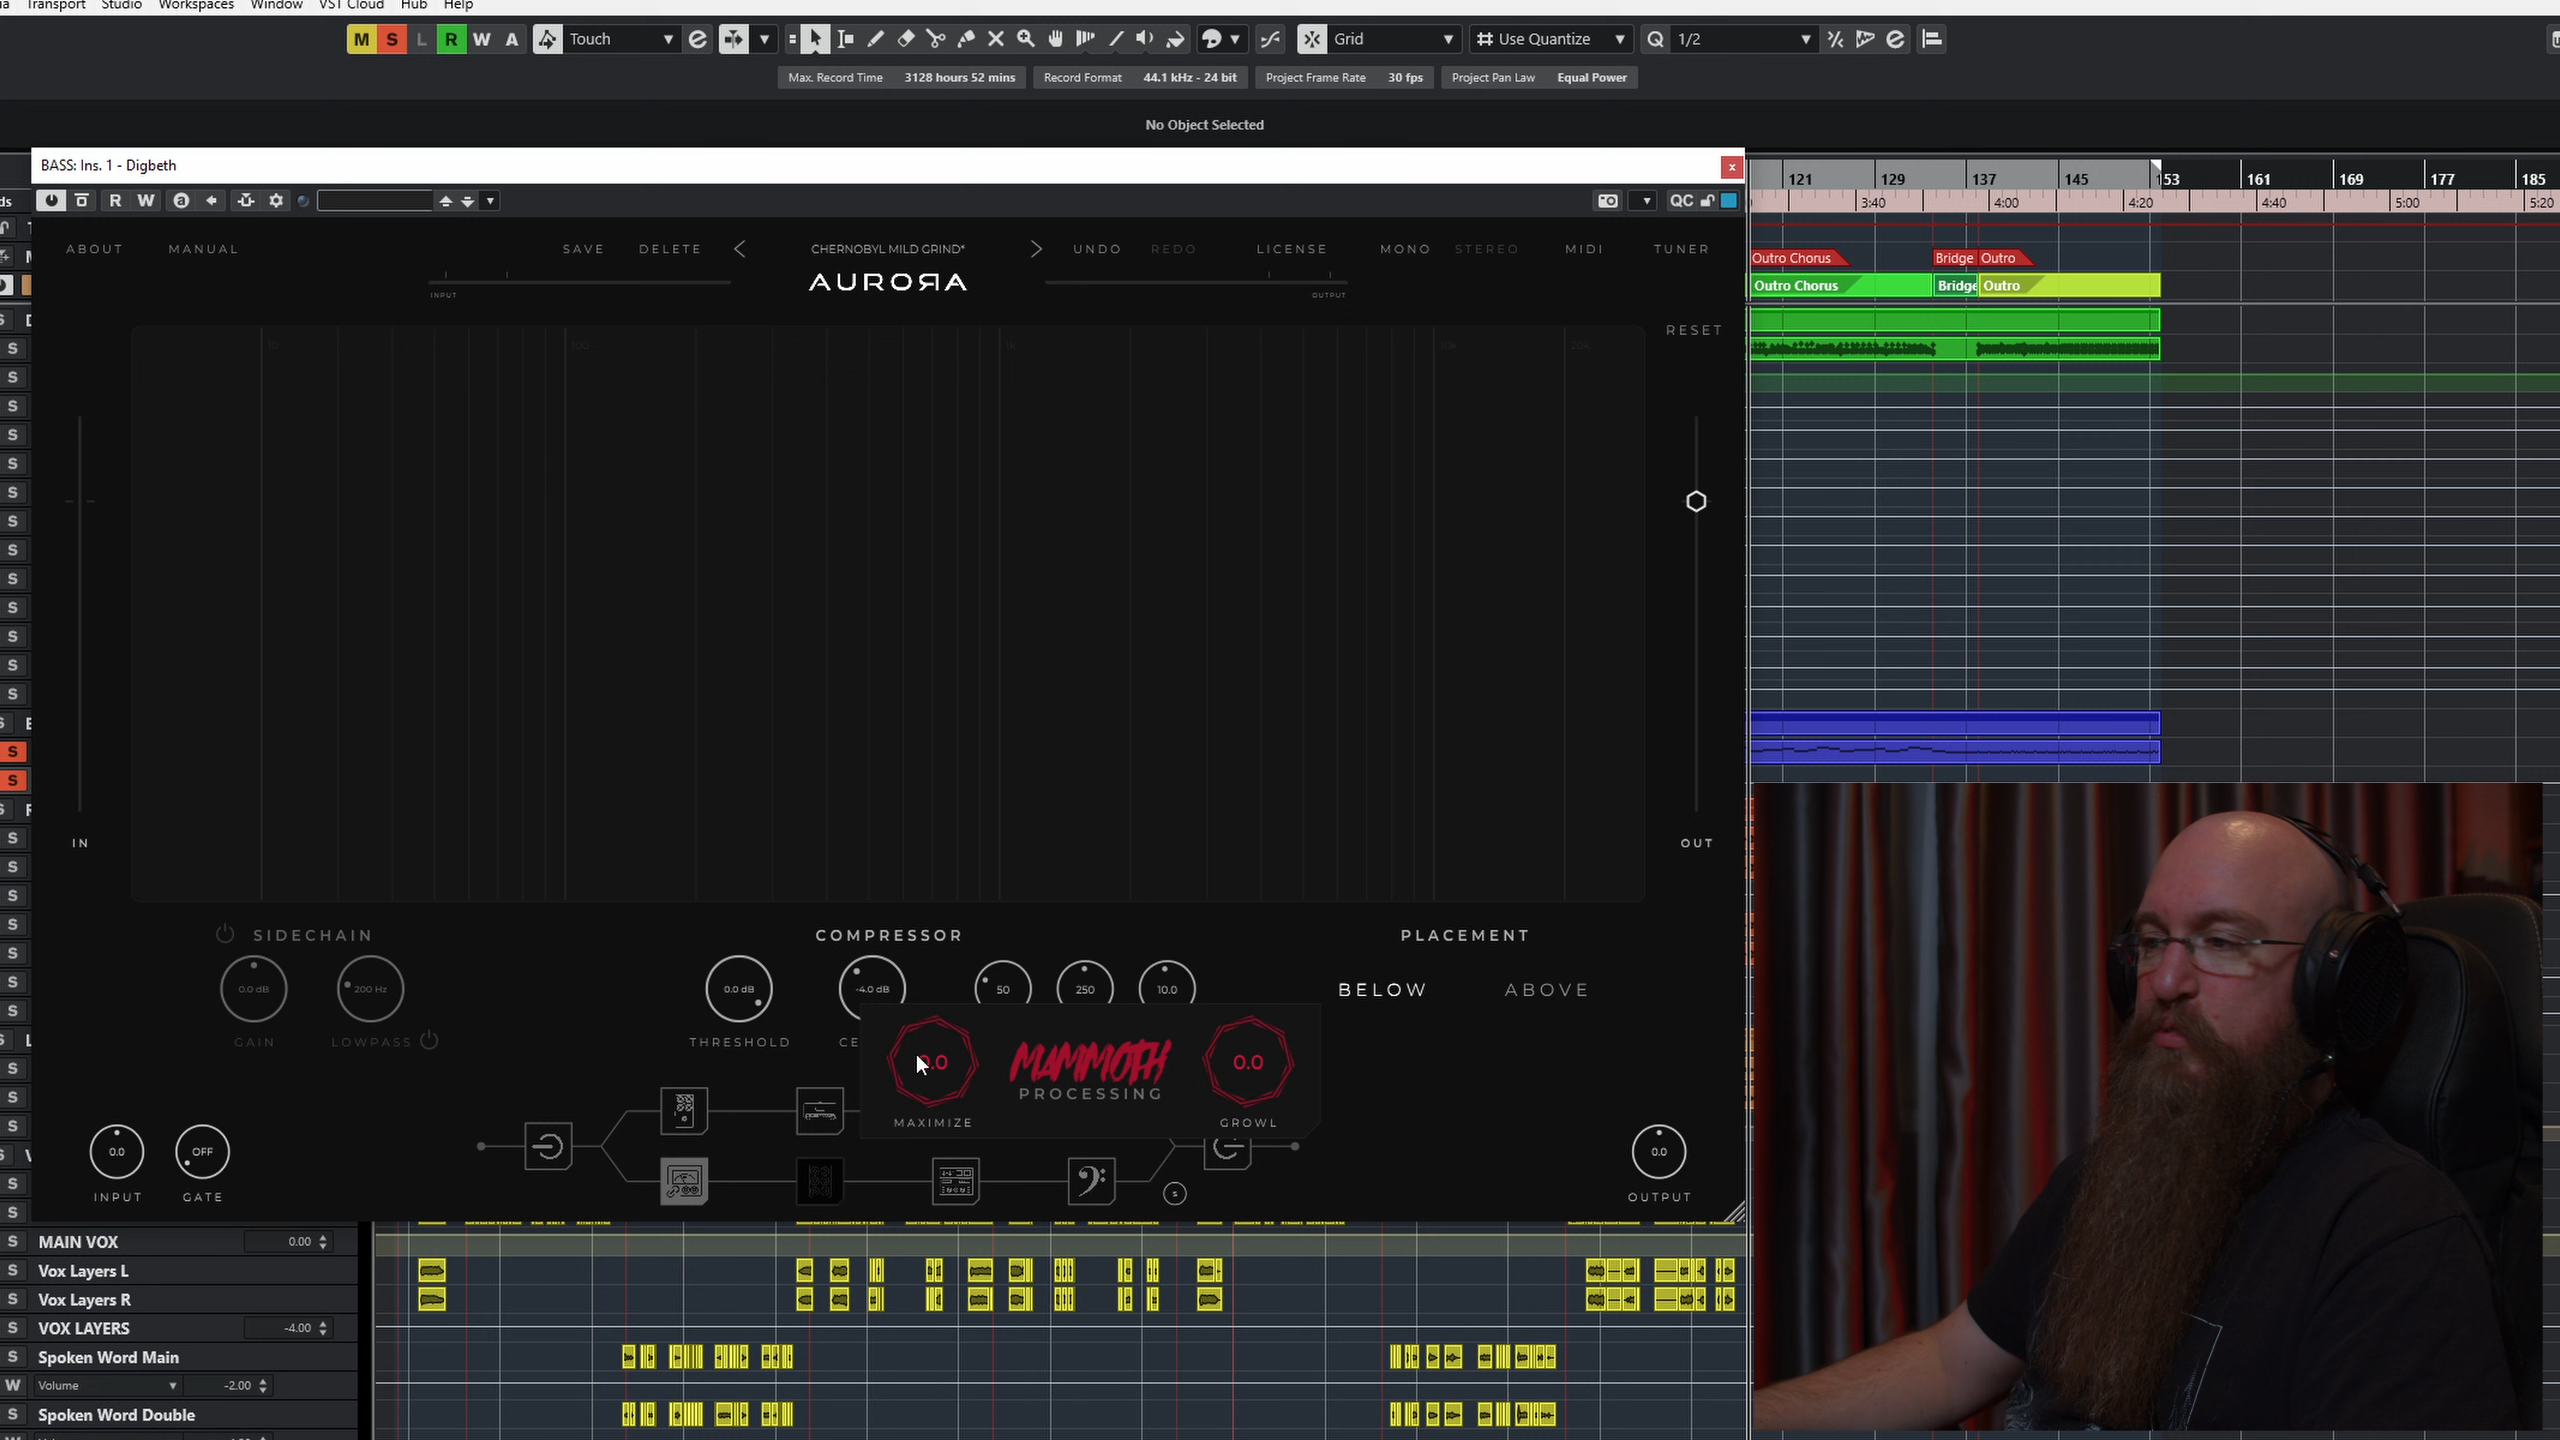 Transport Studio Workspaces Window VST Cloud Hub Help
M S L R W A Touch Grid Use Quantize Q 1/2
Max. Record Time 3128 hours 52 mins Record Format 44.1 kHz - 24 bit Project Frame Rate 30 fps Project Pan Law Equal Power
No Object Selected
BASS: Ins. 1 - Digbeth x
R W QC
121 129 137 145 153 161 169 177 185
3:40 4:00 4:20 4:40 5:00 5:20
ABOUT MANUAL SAVE DELETE < CHERNOBYL MILD GRIND* > UNDO REDO LICENSE MONO STEREO MIDI TUNER
INPUT AURORA OUTPUT
Outro Chorus Bridge Outro
Outro Chorus Bridge Outro
RESET
10 100 1k 10k 20k
IN OUT
SIDECHAIN COMPRESSOR PLACEMENT
0.0 dB 200 Hz 0.0 dB -4.0 dB 50 250 10.0 BELOW ABOVE
GAIN LOWPASS THRESHOLD CE
0.0 MAMMOTH 0.0
PROCESSING
MAXIMIZE GROWL
0.0 OFF 0.0
INPUT GATE S OUTPUT
S MAIN VOX 0.00
S Vox Layers L
S Vox Layers R
S VOX LAYERS -4.00
S Spoken Word Main
W Volume -2.00
S Spoken Word Double